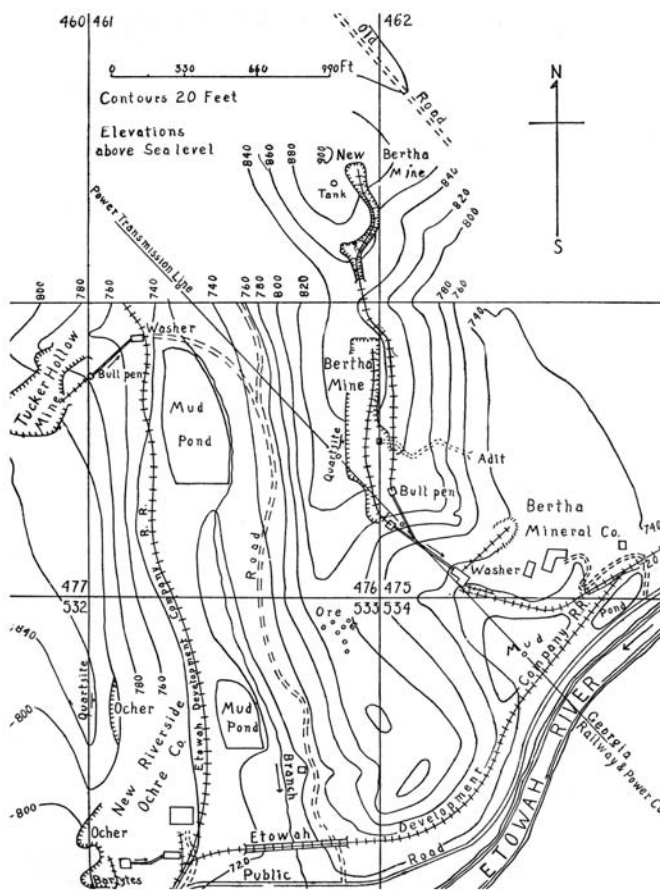 460 461
462
0 330 660 990 Ft
Contours 20 Feet
Elevations
above Sealevel
Old
Road
N
S
840
860
880
900
New
Bertha
Mine
Tank
840
820
800
Power Transmission Line
800
780
760
740
740
760
780
800
820
780
760
740
Washer
Tucker Hollow
Mine
Bull pen
Mud
Pond
Bertha
Mine
Quartsite
Adit
Bull pen
Bertha
Mineral Co.
Washer
740
R. R.
Road
477
532
476 475
533 534
Ore
Pond
Mud
840
800
Quartsite
780
760
Ocher
New Riverside
Ochre Co.
Etowah Development Company
Mud
Pond
Branch
Etowah Development Company RR
ETOWAH RIVER
Georgia
Railway & Power Co
800
Ocher
Barytes
720
Public Road